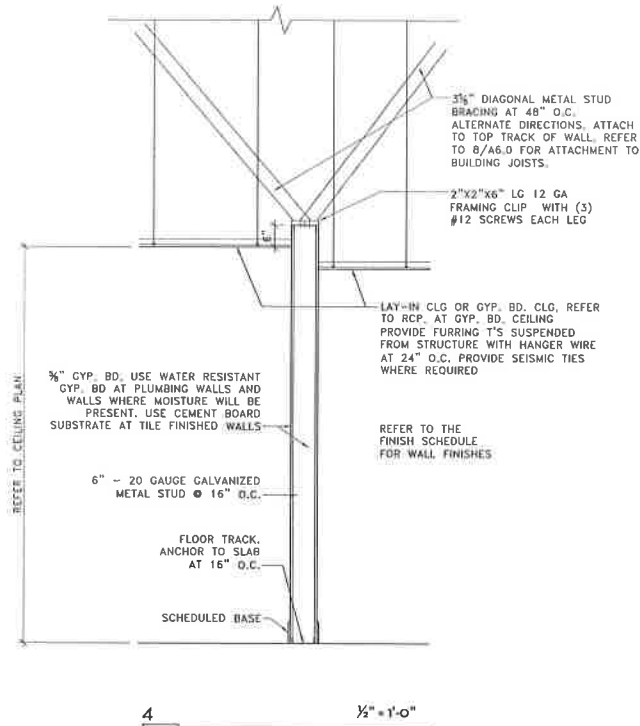 3⅝" DIAGONAL METAL STUD
BRACING AT 48" O.C.
ALTERNATE DIRECTIONS. ATTACH
TO TOP TRACK OF WALL. REFER
TO 8/A6.0 FOR ATTACHMENT TO
BUILDING JOISTS.
2"X2"X6" LG 12 GA
FRAMING CLIP WITH (3)
#12 SCREWS EACH LEG
6"
LAY-IN CLG OR GYP. BD. CLG, REFER
TO RCP. AT GYP. BD. CEILING
PROVIDE FURRING T'S SUSPENDED
FROM STRUCTURE WITH HANGER WIRE
AT 24" O.C. PROVIDE SEISMIC TIES
WHERE REQUIRED
⅝" GYP. BD. USE WATER RESISTANT
GYP. BD AT PLUMBING WALLS AND
WALLS WHERE MOISTURE WILL BE
PRESENT. USE CEMENT BOARD
SUBSTRATE AT TILE FINISHED WALLS
REFER TO THE
FINISH SCHEDULE
FOR WALL FINISHES
REFER TO CEILING PLAN
6" - 20 GAUGE GALVANIZED
METAL STUD @ 16" O.C.
FLOOR TRACK.
ANCHOR TO SLAB
AT 16" O.C.
SCHEDULED BASE
4
½" = 1'-0"